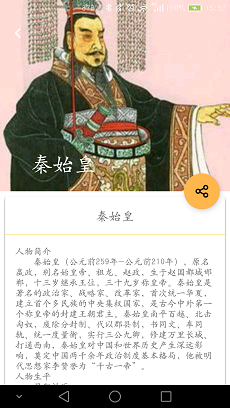 秦始皇
秦始皇
人物简介
秦始皇（公元前259年—公元前210年），原名
嬴政，别名始皇帝、祖龙、赵政，生于赵国都城邯
郸，十三岁继承王位，三十九岁称皇帝。秦始皇是
著名的政治家、战略家、改革家，首次统一华夏，
建立首个多民族的中央集权国家，是古今中外第一
个称皇帝的封建王朝君主。秦始皇南平百越、北击
匈奴，废除分封制、代以郡县制，书同文，车同
轨，统一度量衡，实行三公九卿，修建万里长城，
打通西南，秦始皇对中国和世界历史产生深远影
响，奠定中国两千余年政治制度基本格局，他被明
代思想家李贽誉为“千古一帝”。
人物生平